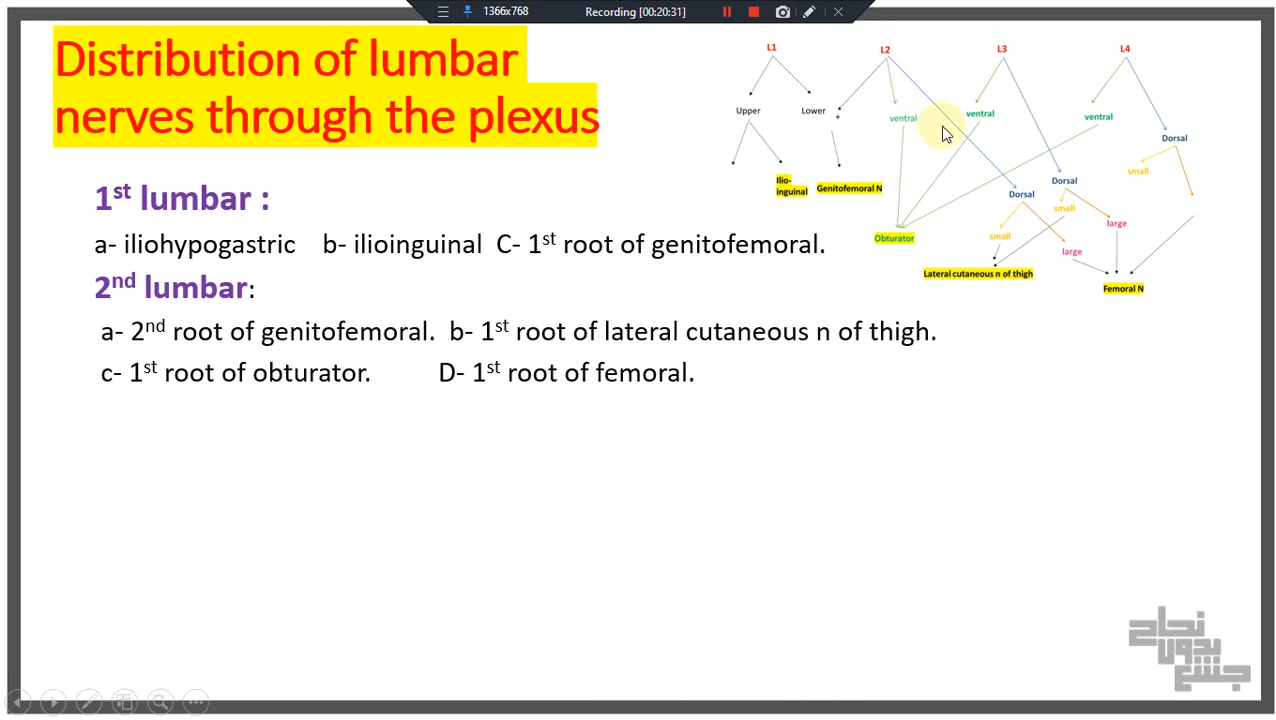 1366x768
Recording [00:20:31]
Distribution of lumbar
nerves through the plexus
1st lumbar :
a- iliohypogastric b- ilioinguinal C- 1st root of genitofemoral.
2nd lumbar:
a- 2nd root of genitofemoral. b- 1st root of lateral cutaneous n of thigh.
c- 1st root of obturator. D- 1st root of femoral.
L1 L2 L3 L4
Upper Lower + ventral ventral ventral
Dorsal
small
Dorsal
Ilio-
inguinal
Genitofemoral N
Dorsal
small
large
Obturator
small
large
Lateral cutaneous n of thigh
Femoral N
نجاح
بدون
جشع